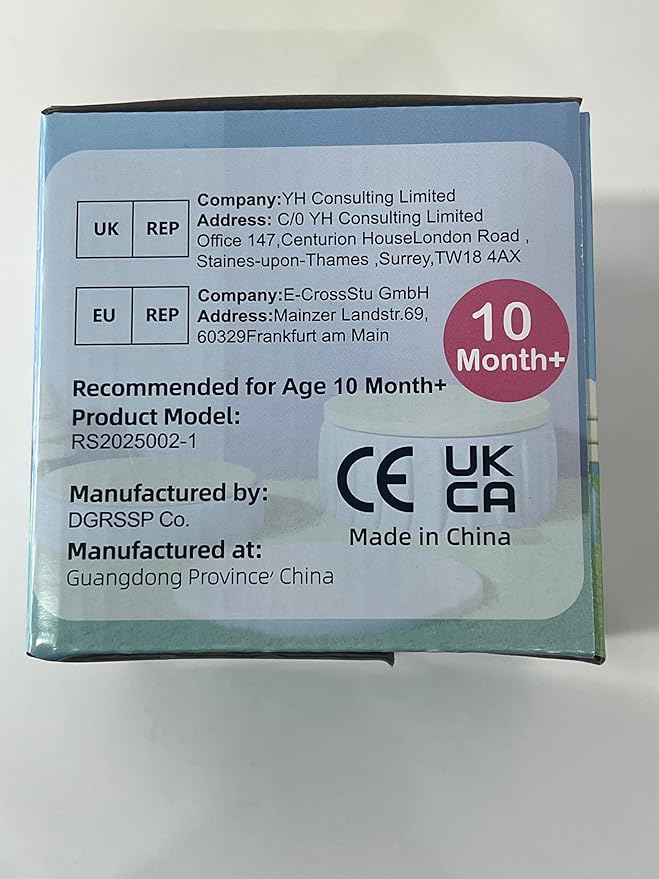 UK REP
Company:YH Consulting Limited
Address: C/0 YH Consulting Limited
Office 147,Centurion HouseLondon Road ,
Staines-upon-Thames ,Surrey,TW18 4AX
EU REP
Company:E-CrossStu GmbH
Address:Mainzer Landstr.69,
60329Frankfurt am Main
10
Month+
Recommended for Age 10 Month+
Product Model:
RS2025002-1
CE
UK
CA
Made in China
Manufactured by:
DGRSSP Co.
Manufactured at:
Guangdong Province, China